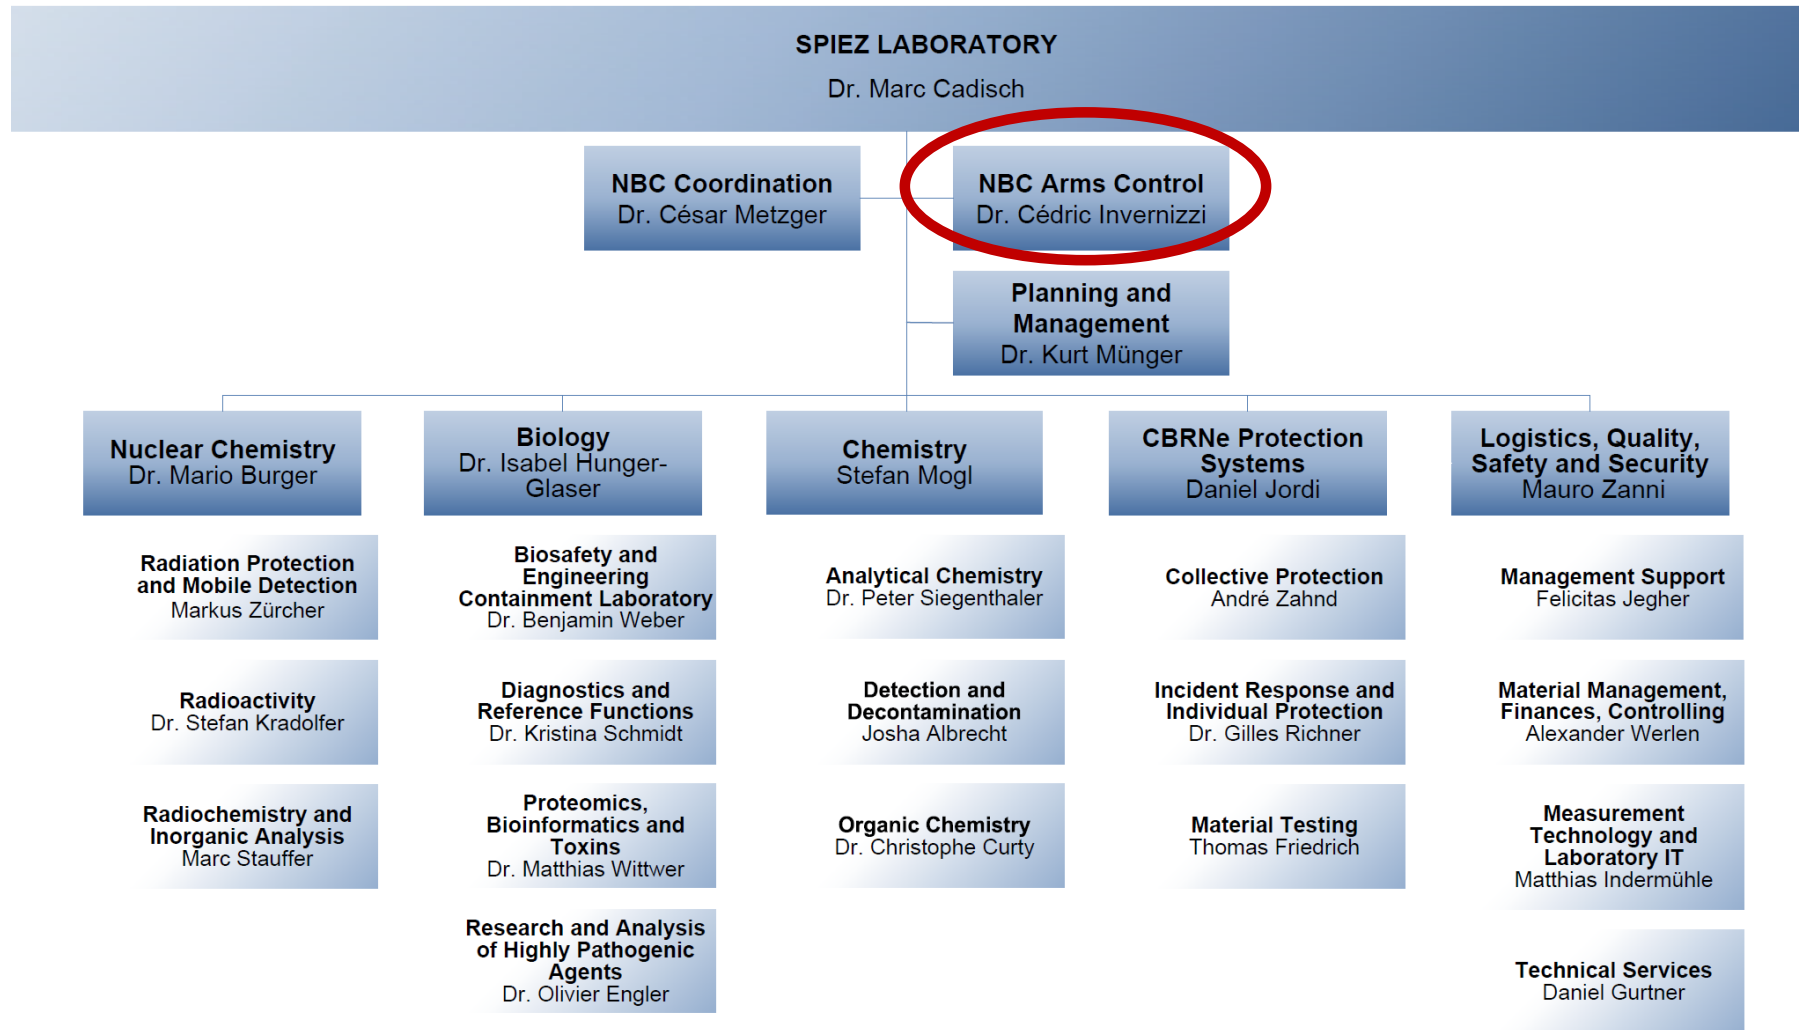 SPIEZ LABORATORY
Dr. Marc Cadisch
NBC Coordination
Dr. César Metzger
NBC Arms Control
Dr. Cédric Invernizzi
Planning and
Management
Dr. Kurt Münger
Nuclear Chemistry
Dr. Mario Burger
Biology
Dr. Isabel Hunger-
Glaser
Chemistry
Stefan Mogl
CBRNe Protection
Systems
Daniel Jordi
Logistics, Quality,
Safety and Security
Mauro Zanni
Radiation Protection
and Mobile Detection
Markus Zürcher
Biosafety and
Engineering
Containment Laboratory
Dr. Benjamin Weber
Analytical Chemistry
Dr. Peter Siegenthaler
Collective Protection
André Zahnd
Management Support
Felicitas Jegher
Radioactivity
Dr. Stefan Kradolfer
Diagnostics and
Reference Functions
Dr. Kristina Schmidt
Detection and
Decontamination
Josha Albrecht
Incident Response and
Individual Protection
Dr. Gilles Richner
Material Management,
Finances, Controlling
Alexander Werlen
Radiochemistry and
Inorganic Analysis
Marc Stauffer
Proteomics,
Bioinformatics and
Toxins
Dr. Matthias Wittwer
Organic Chemistry
Dr. Christophe Curty
Material Testing
Thomas Friedrich
Measurement
Technology and
Laboratory IT
Matthias Indermühle
Research and Analysis
of Highly Pathogenic
Agents
Dr. Olivier Engler
Technical Services
Daniel Gurtner